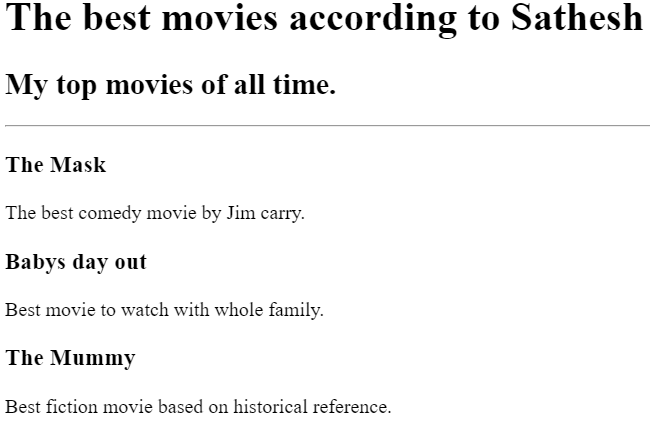 The best movies according to Sathesh
My top movies of all time.
The Mask
The best comedy movie by Jim carry.
Babys day out
Best movie to watch with whole family.
The Mummy
Best fiction movie based on historical reference.